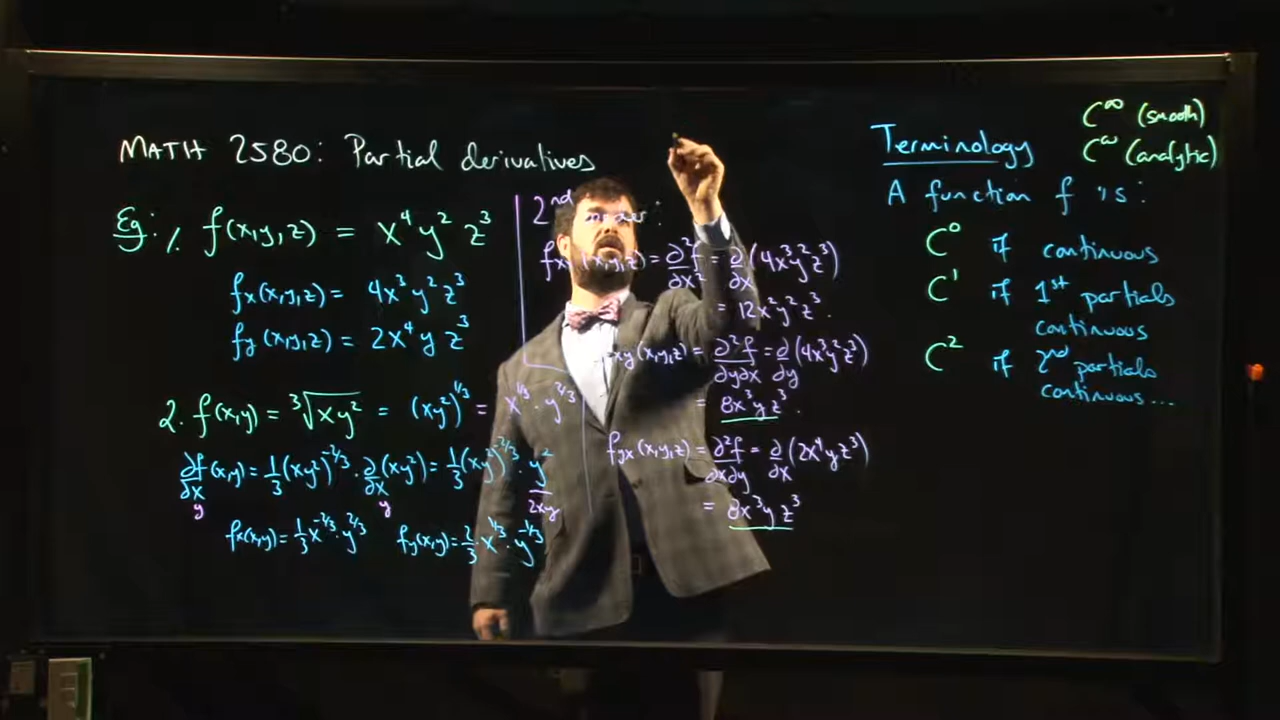 MATH 2580: Partial derivatives
Eg: 1. f(x,y,z) = x⁴y²z³
fx(x,y,z) = 4x³y²z³
fy(x,y,z) = 2x⁴yz³
2. f(x,y) = ∛(xy²) = (xy²)^(1/3) = x^(1/3) · y^(2/3)
∂f/∂x (x,y) = 1/3 (xy²)^(-2/3) · ∂/∂x (xy²) = 1/3 (xy²)^(-2/3) · y²
y y 2xy
fx(x,y) = 1/3 x^(-2/3) · y^(2/3) fy(x,y) = 2/3 · x^(1/3) · y^(-1/3)
2nd order:
(x,y,z) = ∂²f/∂x² = ∂/∂x (4x³y²z³)
= 12x²y²z³.
xy(x,y,z) = ∂²f/∂y∂x = ∂/∂y (4x³y²z³)
= 8x³yz³.
fyx(x,y,z) = ∂²f/∂x∂y = ∂/∂x (2x⁴yz³)
= 8x³yz³
C^∞ (smooth)
C^ω (analytic)
Terminology
A function f is:
C⁰ if continuous
C¹ if 1st partials
continuous
C² if 2nd partials
continuous...